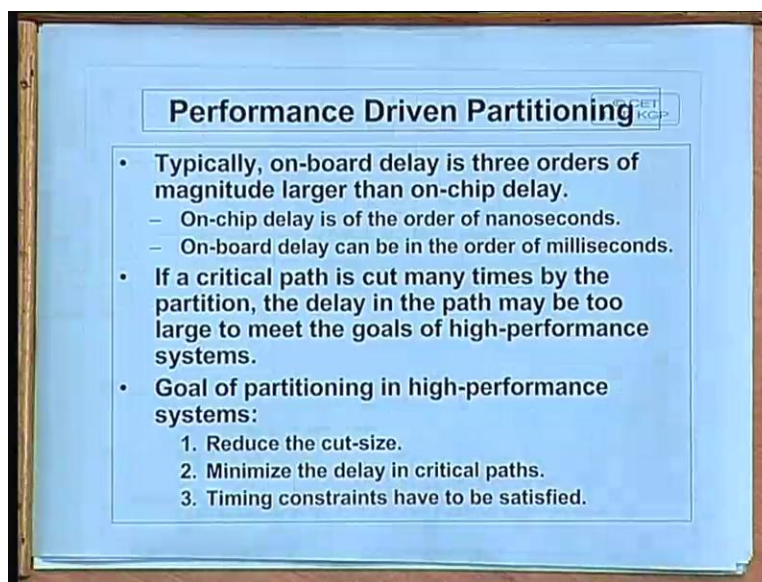 Performance Driven Partitioning
© CET
KGP
• Typically, on-board delay is three orders of
magnitude larger than on-chip delay.
– On-chip delay is of the order of nanoseconds.
– On-board delay can be in the order of milliseconds.
• If a critical path is cut many times by the
partition, the delay in the path may be too
large to meet the goals of high-performance
systems.
• Goal of partitioning in high-performance
systems:
1. Reduce the cut-size.
2. Minimize the delay in critical paths.
3. Timing constraints have to be satisfied.